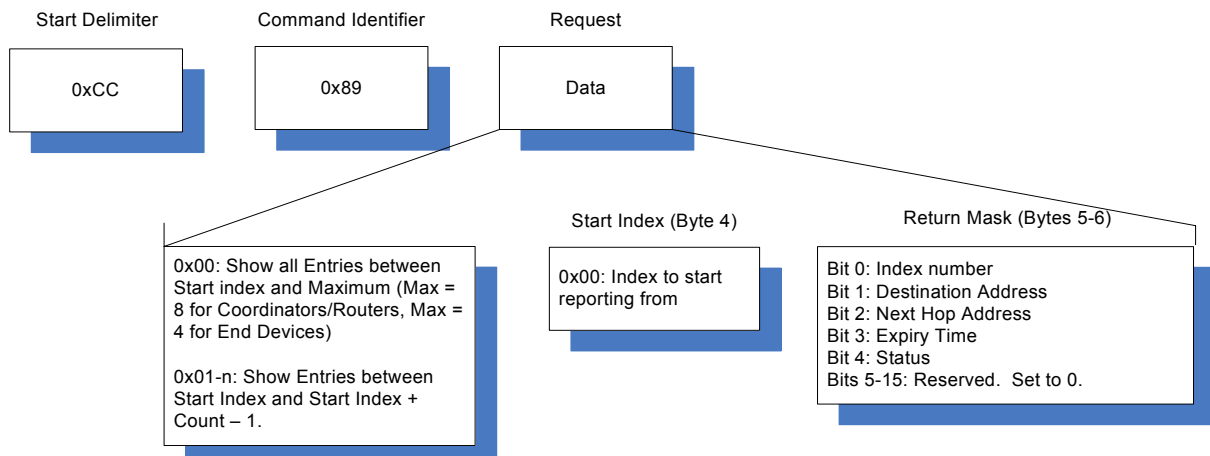 Start Delimiter
Command Identifier
Request
0xCC
0x89
Data
Start Index (Byte 4)
Return Mask (Bytes 5-6)
0x00: Show all Entries between
Start index and Maximum (Max =
8 for Coordinators/Routers, Max =
4 for End Devices)
0x01-n: Show Entries between
Start Index and Start Index +
Count – 1.
0x00: Index to start
reporting from
Bit 0: Index number
Bit 1: Destination Address
Bit 2: Next Hop Address
Bit 3: Expiry Time
Bit 4: Status
Bits 5-15: Reserved.  Set to 0.